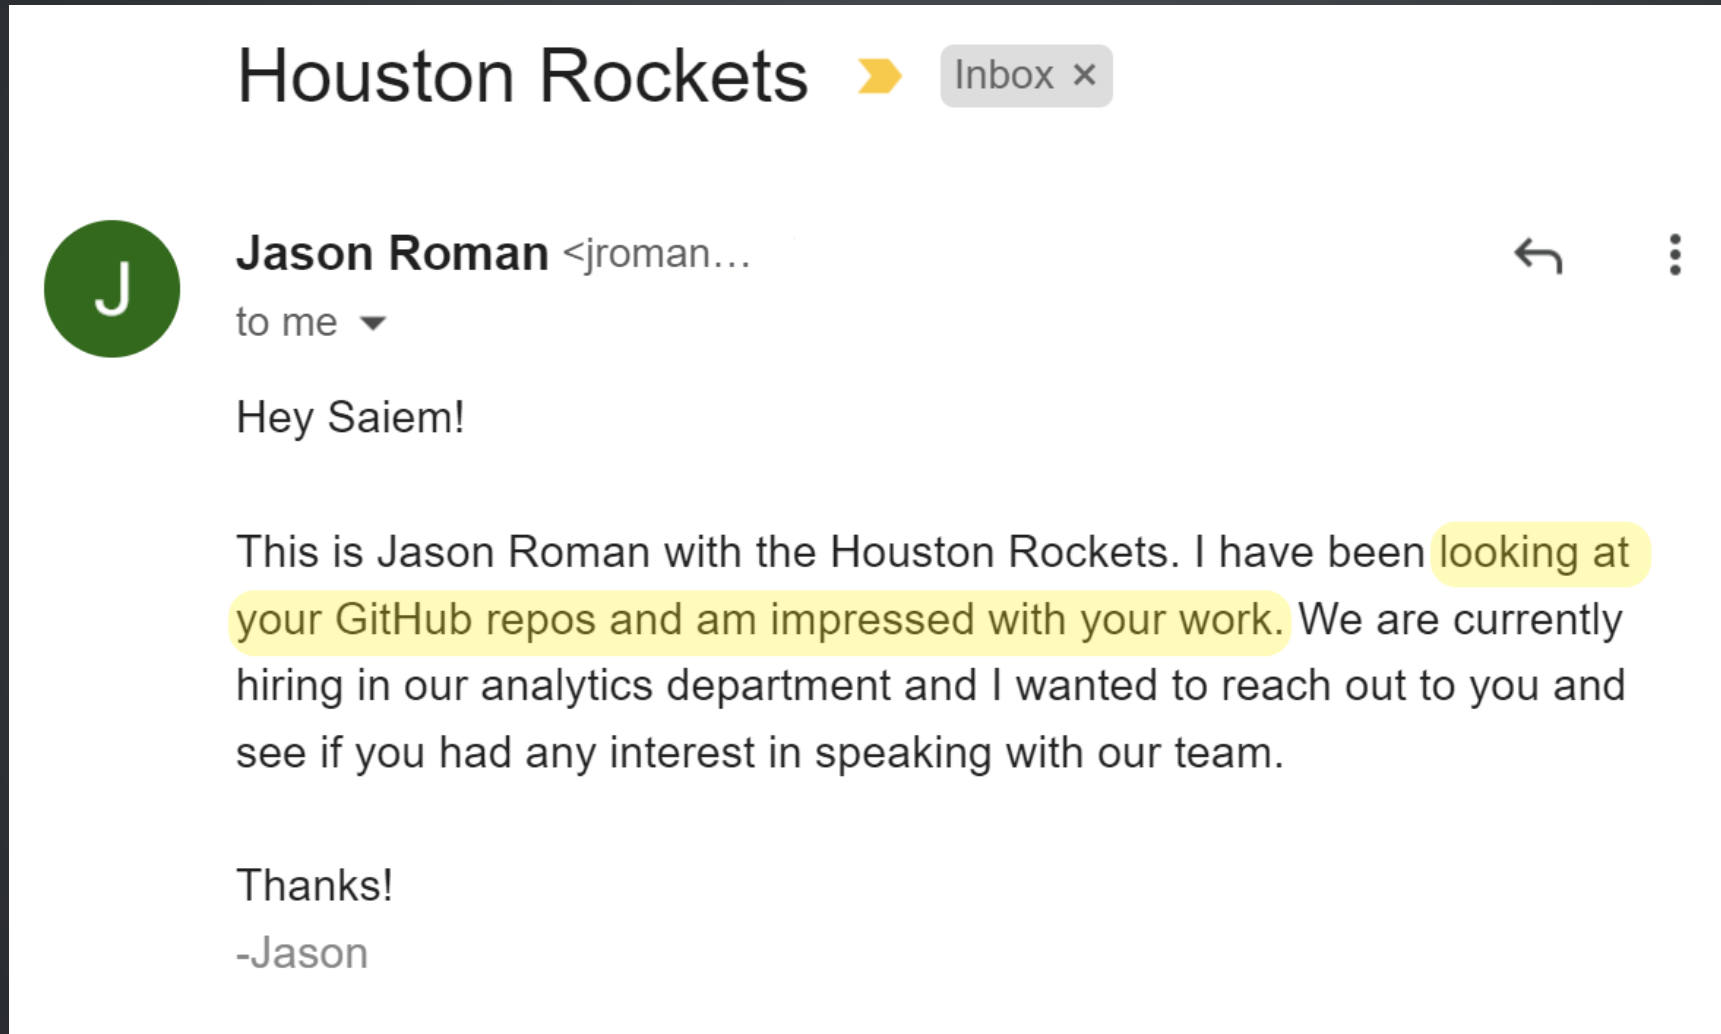 Houston Rockets Inbox ×
J
Jason Roman <jroman...
to me
Hey Saiem!
This is Jason Roman with the Houston Rockets. I have been looking at
your GitHub repos and am impressed with your work. We are currently
hiring in our analytics department and I wanted to reach out to you and
see if you had any interest in speaking with our team.
Thanks!
-Jason